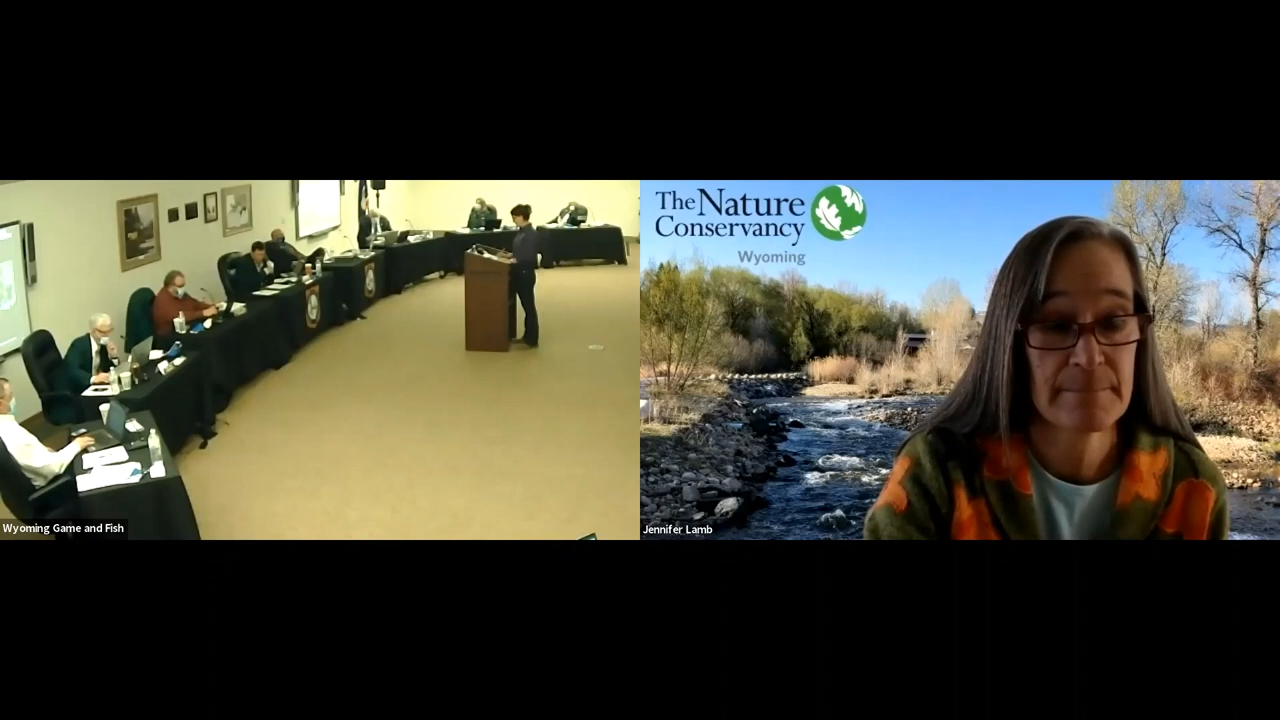 The Nature
Conservancy
Wyoming
Wyoming Game and Fish
Jennifer Lamb